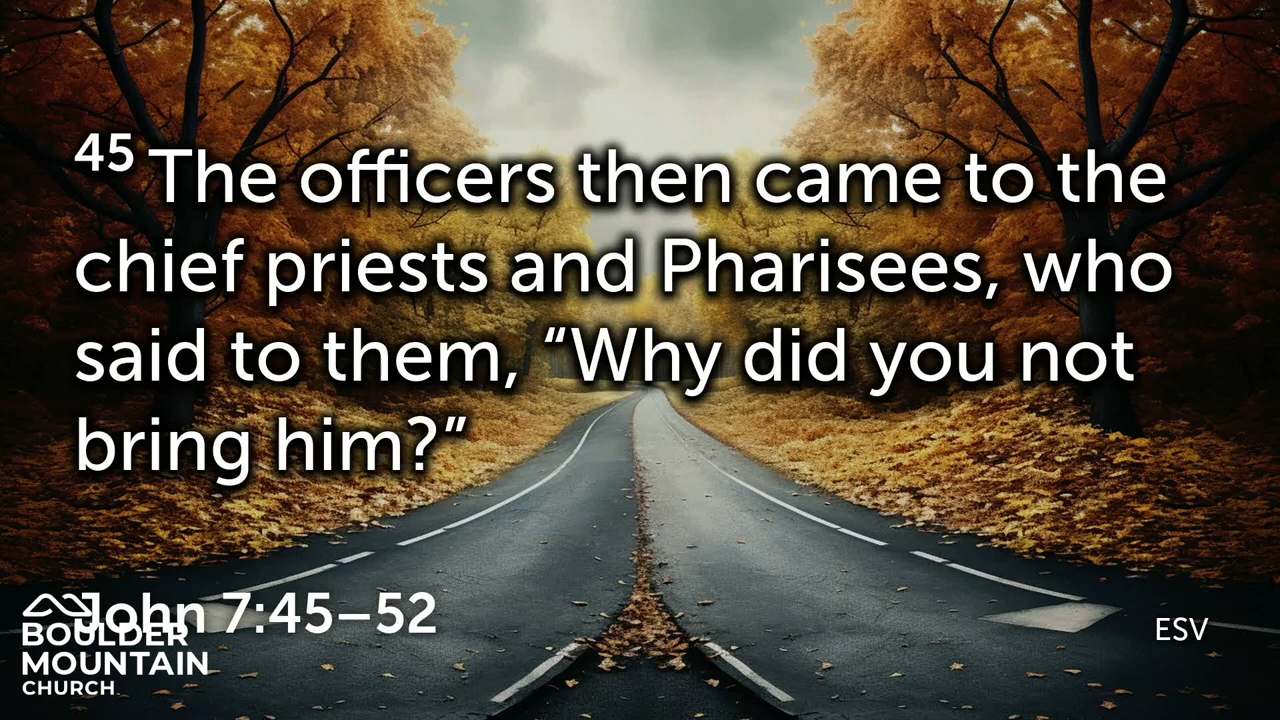 45 The officers then came to the
chief priests and Pharisees, who
said to them, “Why did you not
bring him?”
John 7:45–52
BOULDER
MOUNTAIN
CHURCH
ESV